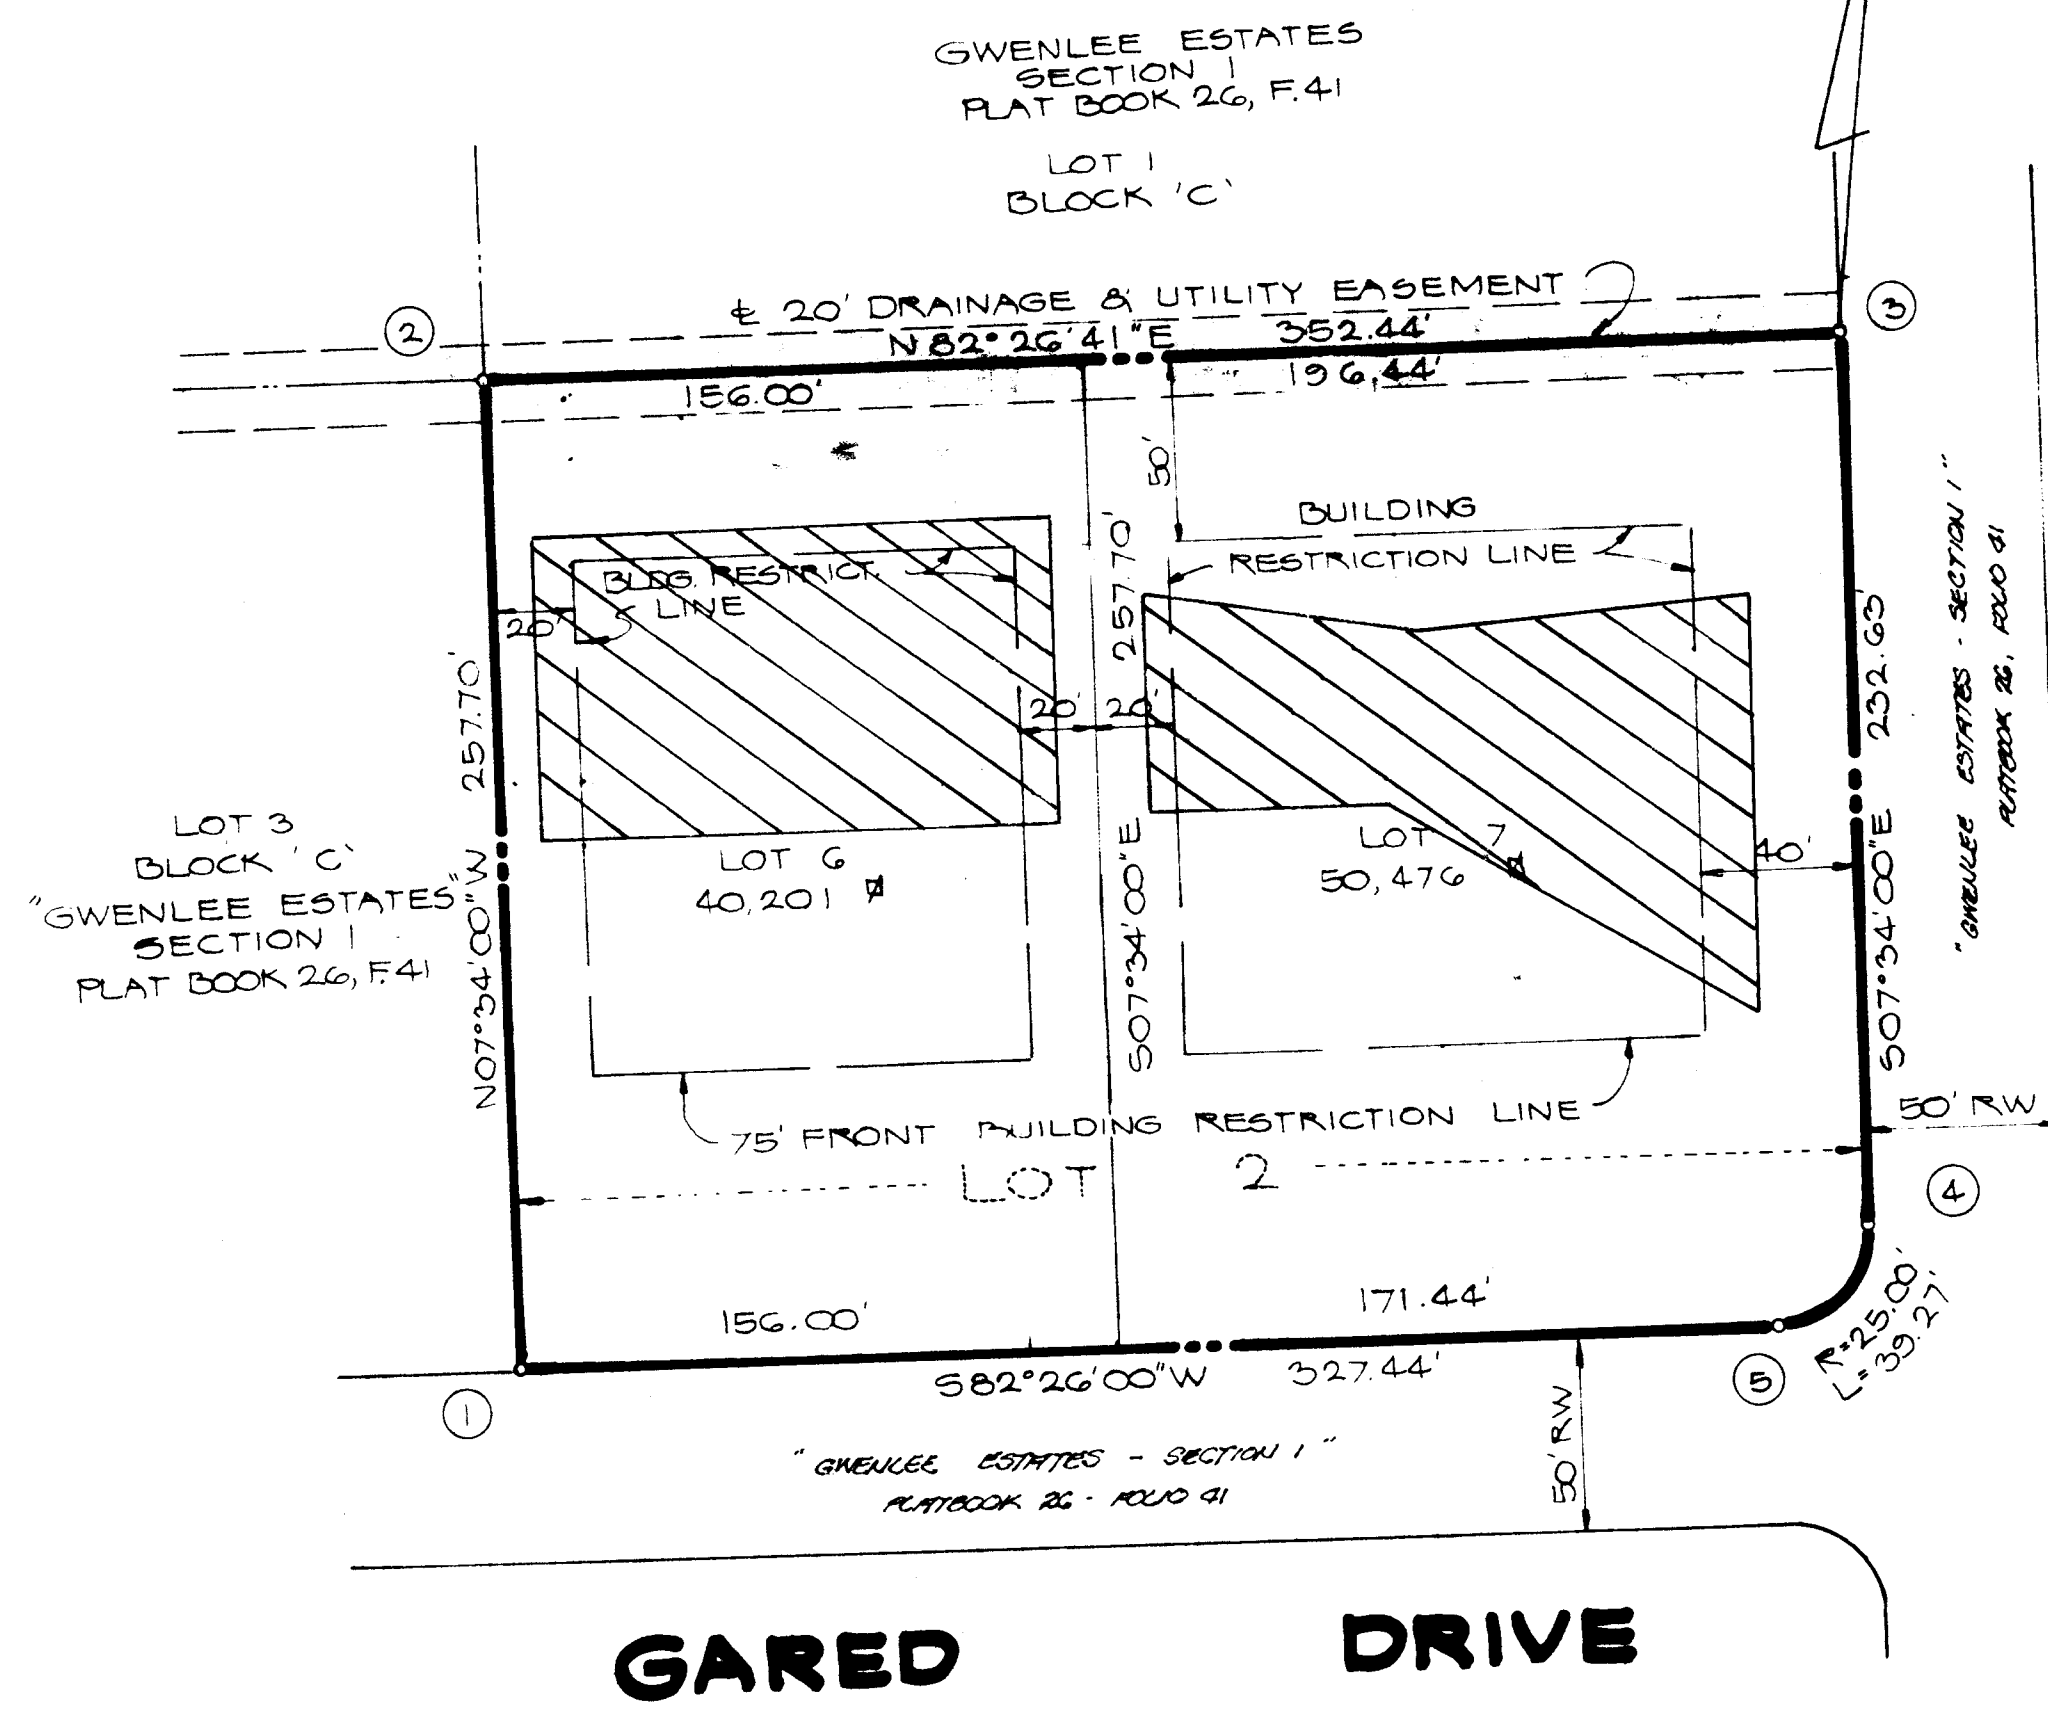 GWENLEE ESTATES
SECTION 1
PLAT BOOK 26, F.41
LOT 1
BLOCK 'C'
℄ 20' DRAINAGE & UTILITY EASEMENT
2
N82°26'41"E 352.44'
3
156.00'
196.44'
50'
BUILDING
RESTRICTION LINE
BLDG. RESTRICT.
LINE
20'
257.70'
257.70'
232.63'
"GWENLEE ESTATES - SECTION 1"
PLATBOOK 26, FOLIO 41
20' 20'
LOT 3
BLOCK 'C'
"GWENLEE ESTATES"
SECTION 1
PLAT BOOK 26, F.41
N07°34'00"W
LOT 6
40,201
S07°34'00"E
LOT 7
50,476
40'
S07°34'00"E
50' RW
75' FRONT BUILDING RESTRICTION LINE
LOT 2
4
156.00'
171.44'
R=25.00'
L=39.27'
1
S82°26'00"W 327.44'
5
50' RW
"GWENLEE ESTATES - SECTION 1"
PLATBOOK 26 - FOLIO 41
GARED DRIVE